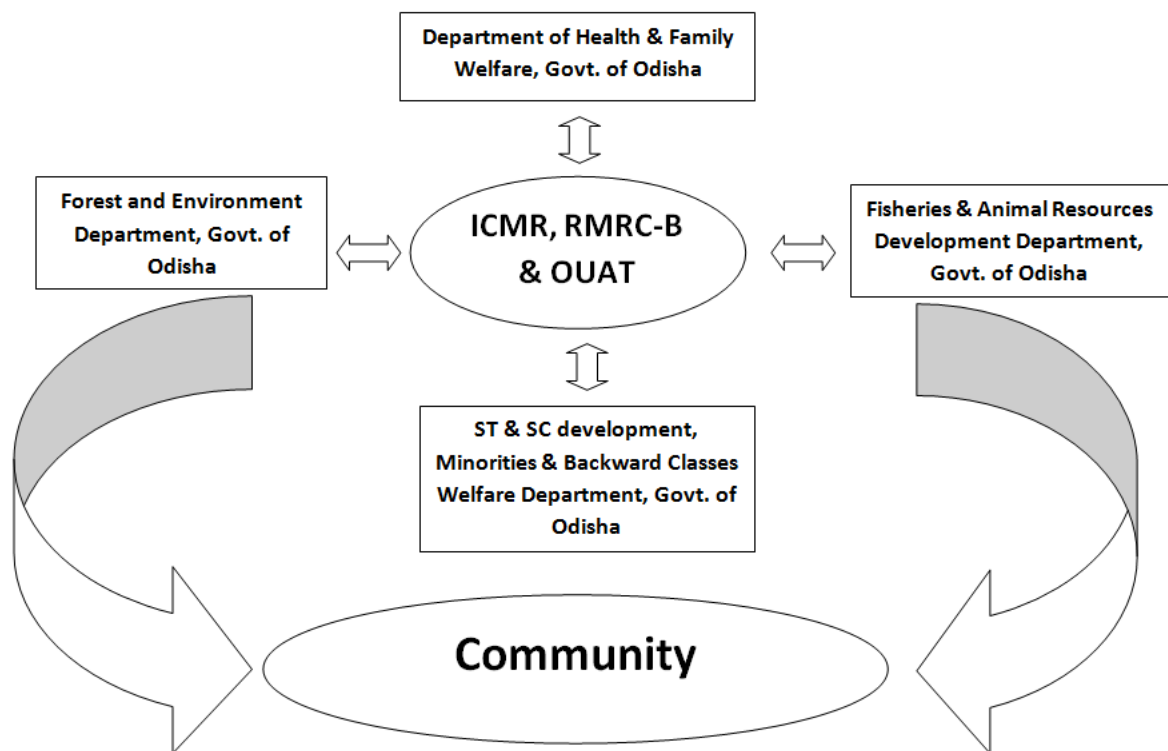 Department of Health & Family
Welfare, Govt. of Odisha
Forest and Environment
Department, Govt. of
Odisha
ICMR, RMRC-B
& OUAT
Fisheries & Animal Resources
Development Department,
Govt. of Odisha
ST & SC development,
Minorities & Backward Classes
Welfare Department, Govt. of
Odisha
Community